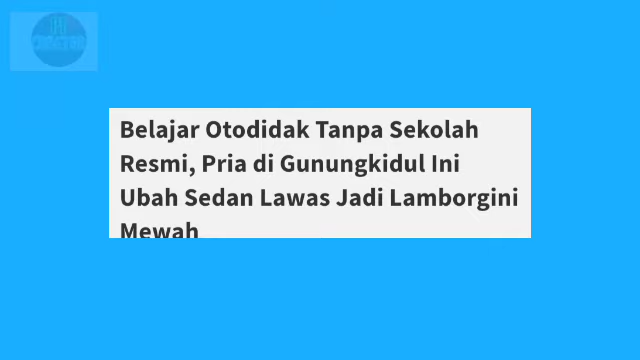 Belajar Otodidak Tanpa Sekolah
Resmi, Pria di Gunungkidul Ini
Ubah Sedan Lawas Jadi Lamborgini
Mewah